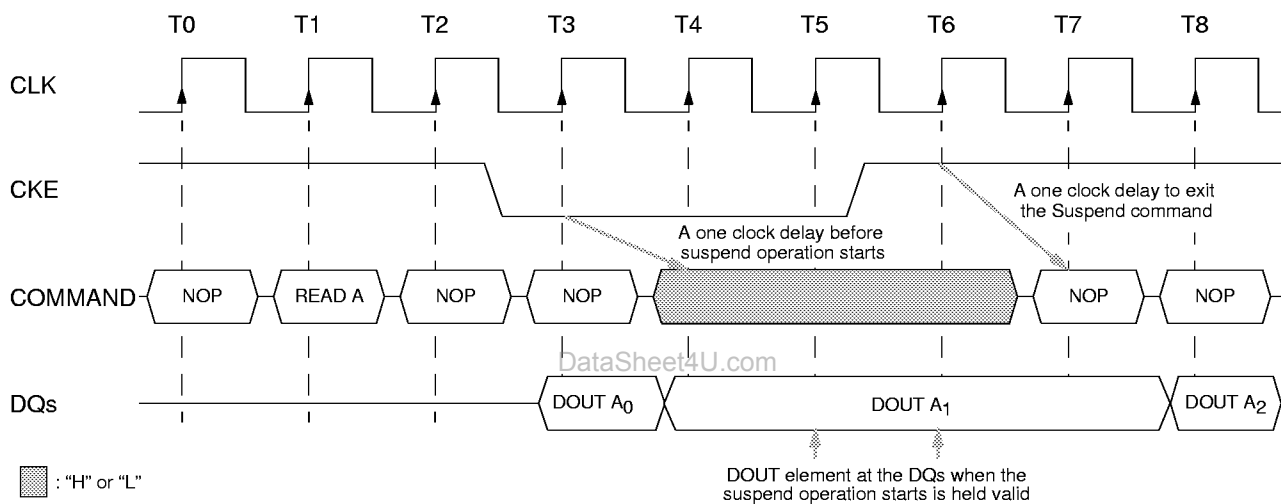 T0 T1 T2 T3 T4 T5 T6 T7 T8
CLK
CKE
A one clock delay to exit
the Suspend command
A one clock delay before
suspend operation starts
COMMAND NOP READ A NOP NOP NOP NOP
DataSheet4U.com
DQs DOUT A0 DOUT A1 DOUT A2
: "H" or "L"
DOUT element at the DQs when the
suspend operation starts is held valid